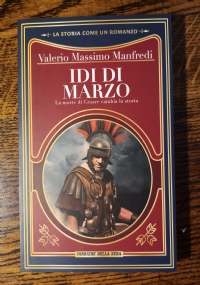 LA STORIA COME UN ROMANZO
Valerio Massimo Manfredi
IDI DI
MARZO
La morte di Cesare cambia la storia
CORRIERE DELLA SERA